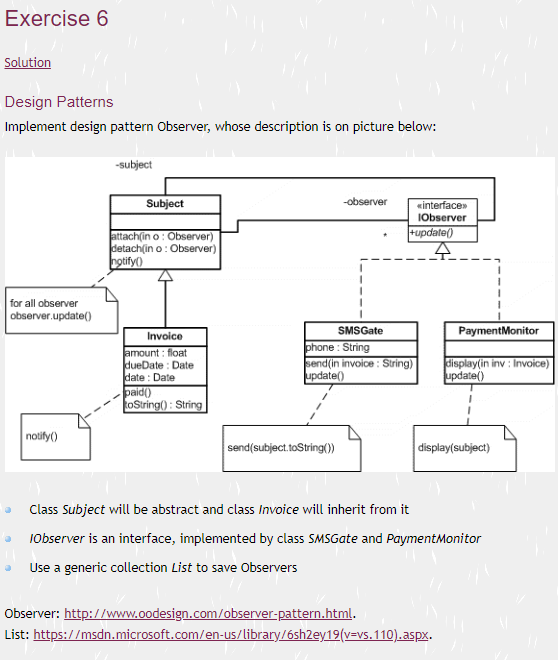 Exercise 6
Solution
Design Patterns
Implement design pattern Observer, whose description is on picture below:
-subject
Subject
attach(in o : Observer)
detach(in o : Observer)
notify()
-observer
*
«interface»
IObserver
+update()
for all observer
observer.update()
Invoice
amount : float
dueDate : Date
date : Date
paid()
toString() : String
SMSGate
phone : String
send(in invoice : String)
update()
PaymentMonitor
display(in inv : Invoice)
update()
notify()
send(subject.toString())
display(subject)
Class Subject will be abstract and class Invoice will inherit from it
IObserver is an interface, implemented by class SMSGate and PaymentMonitor
Use a generic collection List to save Observers
Observer: http://www.oodesign.com/observer-pattern.html.
List: https://msdn.microsoft.com/en-us/library/6sh2ey19(v=vs.110).aspx.